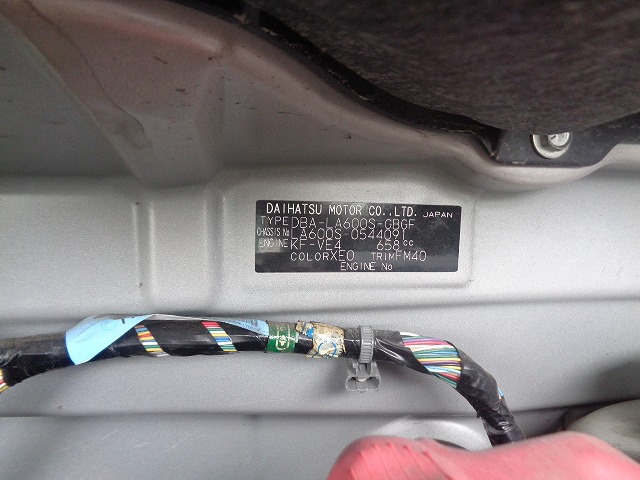 DAIHATSU MOTOR CO.,LTD. JAPAN
TYPE DBA-LA600S-GBGF
CHASSIS No LA600S-0544091
ENGINE KF-VE4 658cc
COLOR XE0 TRIM FM40
ENGINE No